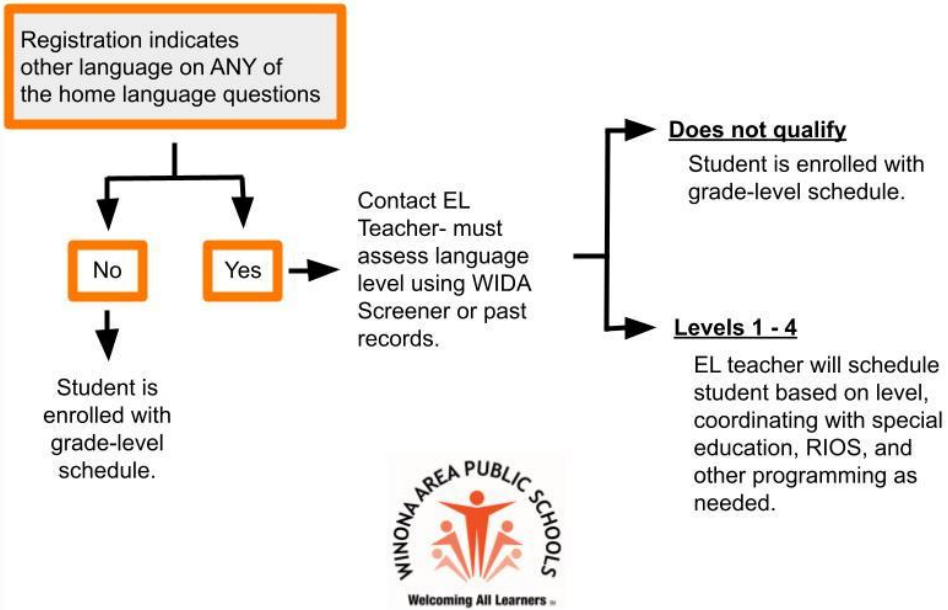 Registration indicates
other language on ANY of
the home language questions
No
Yes
Student is
enrolled with
grade-level
schedule.
Contact EL
Teacher- must
assess language
level using WIDA
Screener or past
records.
Does not qualify
Student is enrolled with
grade-level schedule.
Levels 1 - 4
EL teacher will schedule
student based on level,
coordinating with special
education, RIOS, and
other programming as
needed.
WINONA AREA PUBLIC SCHOOLS
Welcoming All Learners